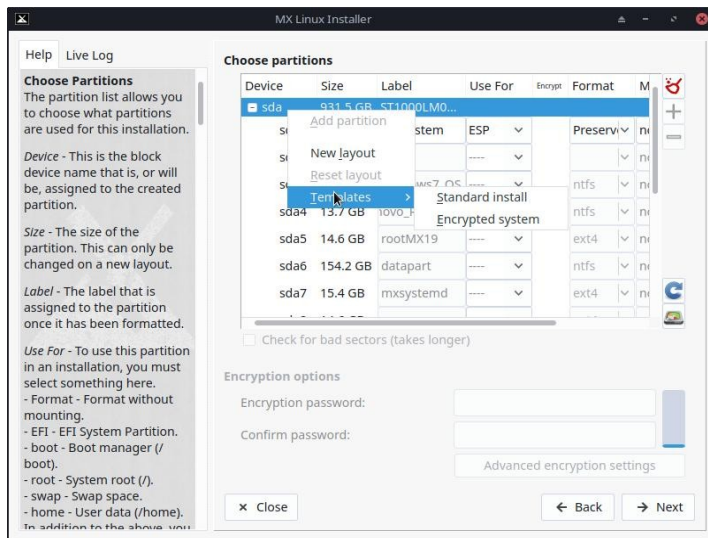 MX Linux Installer
Help Live Log
Choose Partitions
The partition list allows you
to choose what partitions
are used for this installation.
Device - This is the block
device name that is, or will
be, assigned to the created
partition.
Size - The size of the
partition. This can only be
changed on a new layout.
Label - The label that is
assigned to the partition
once it has been formatted.
Use For - To use this partition
in an installation, you must
select something here.
- Format - Format without
mounting.
- EFI - EFI System Partition.
- boot - Boot manager (/
boot).
- root - System root (/).
- swap - Swap space.
- home - User data (/home).
In addition to the above, you
Choose partitions
Device Size Label Use For Encrypt Format M
sda 931.5 GB ST1000LM0...
Add partition
stem ESP Preserv
New layout
----
Reset layout
ws7_OS ---- ntfs
Templates
Standard install
Encrypted system
sda4 13.7 GB
sda5 14.6 GB rootMX19 ---- ext4
sda6 154.2 GB datapart ---- ntfs
sda7 15.4 GB mxsystemd ---- ext4
Check for bad sectors (takes longer)
Encryption options
Encryption password:
Confirm password:
Advanced encryption settings
Close
Back
Next